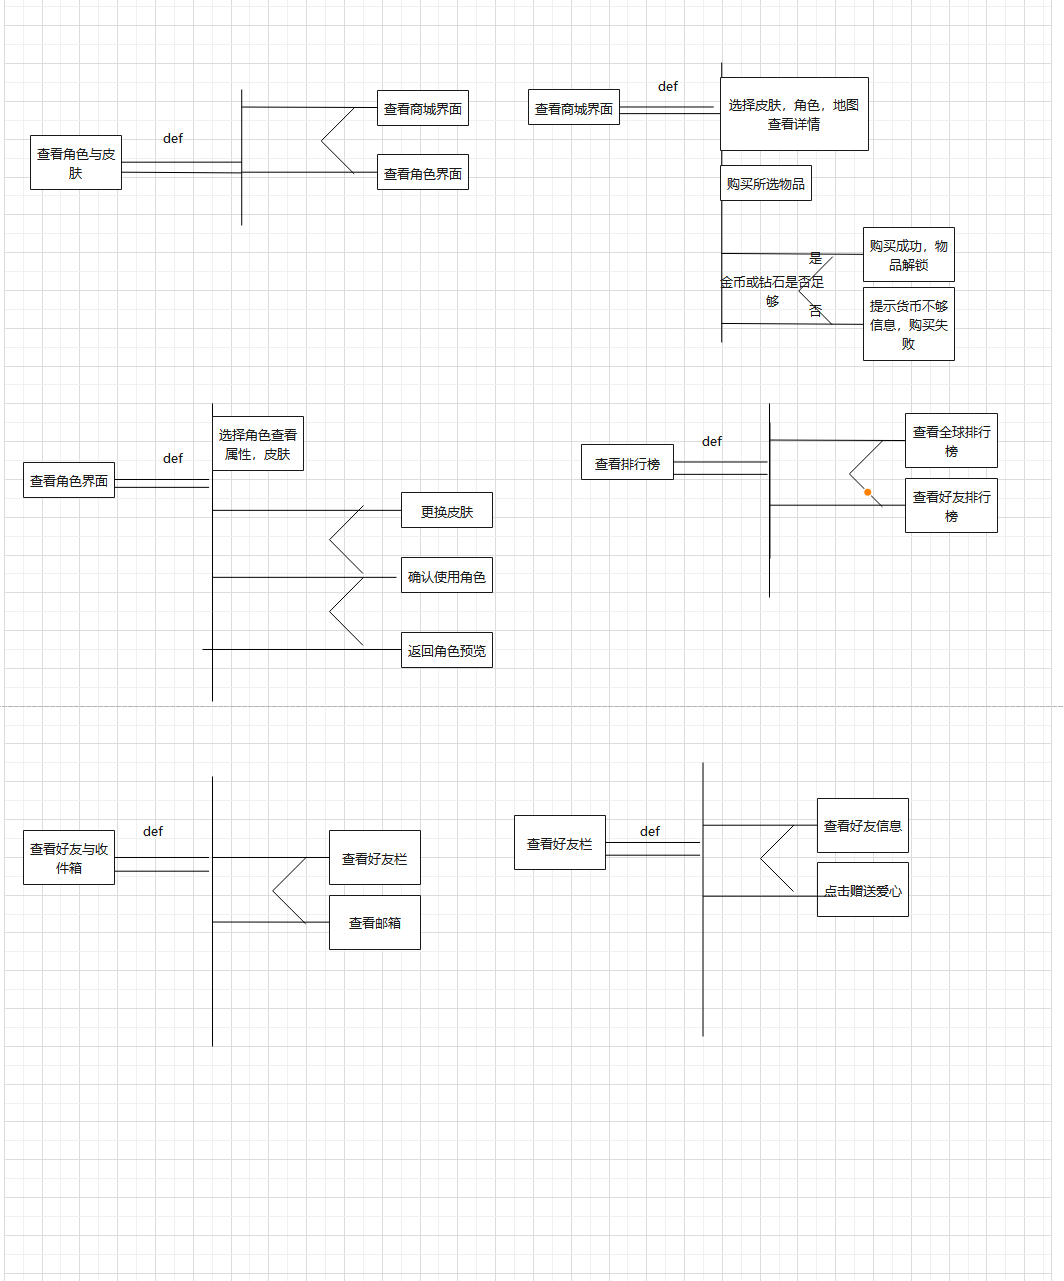 查看角色与皮
肤
def
查看商城界面
查看角色界面
查看商城界面
def
选择皮肤，角色，地图
查看详情
购买所选物品
金币或钻石是否足
够
是
否
购买成功，物
品解锁
提示货币不够
信息，购买失
败
查看角色界面
def
选择角色查看
属性，皮肤
更换皮肤
确认使用角色
返回角色预览
查看排行榜
def
查看全球排行
榜
查看好友排行
榜
查看好友与收
件箱
def
查看好友栏
查看邮箱
查看好友栏
def
查看好友信息
点击赠送爱心